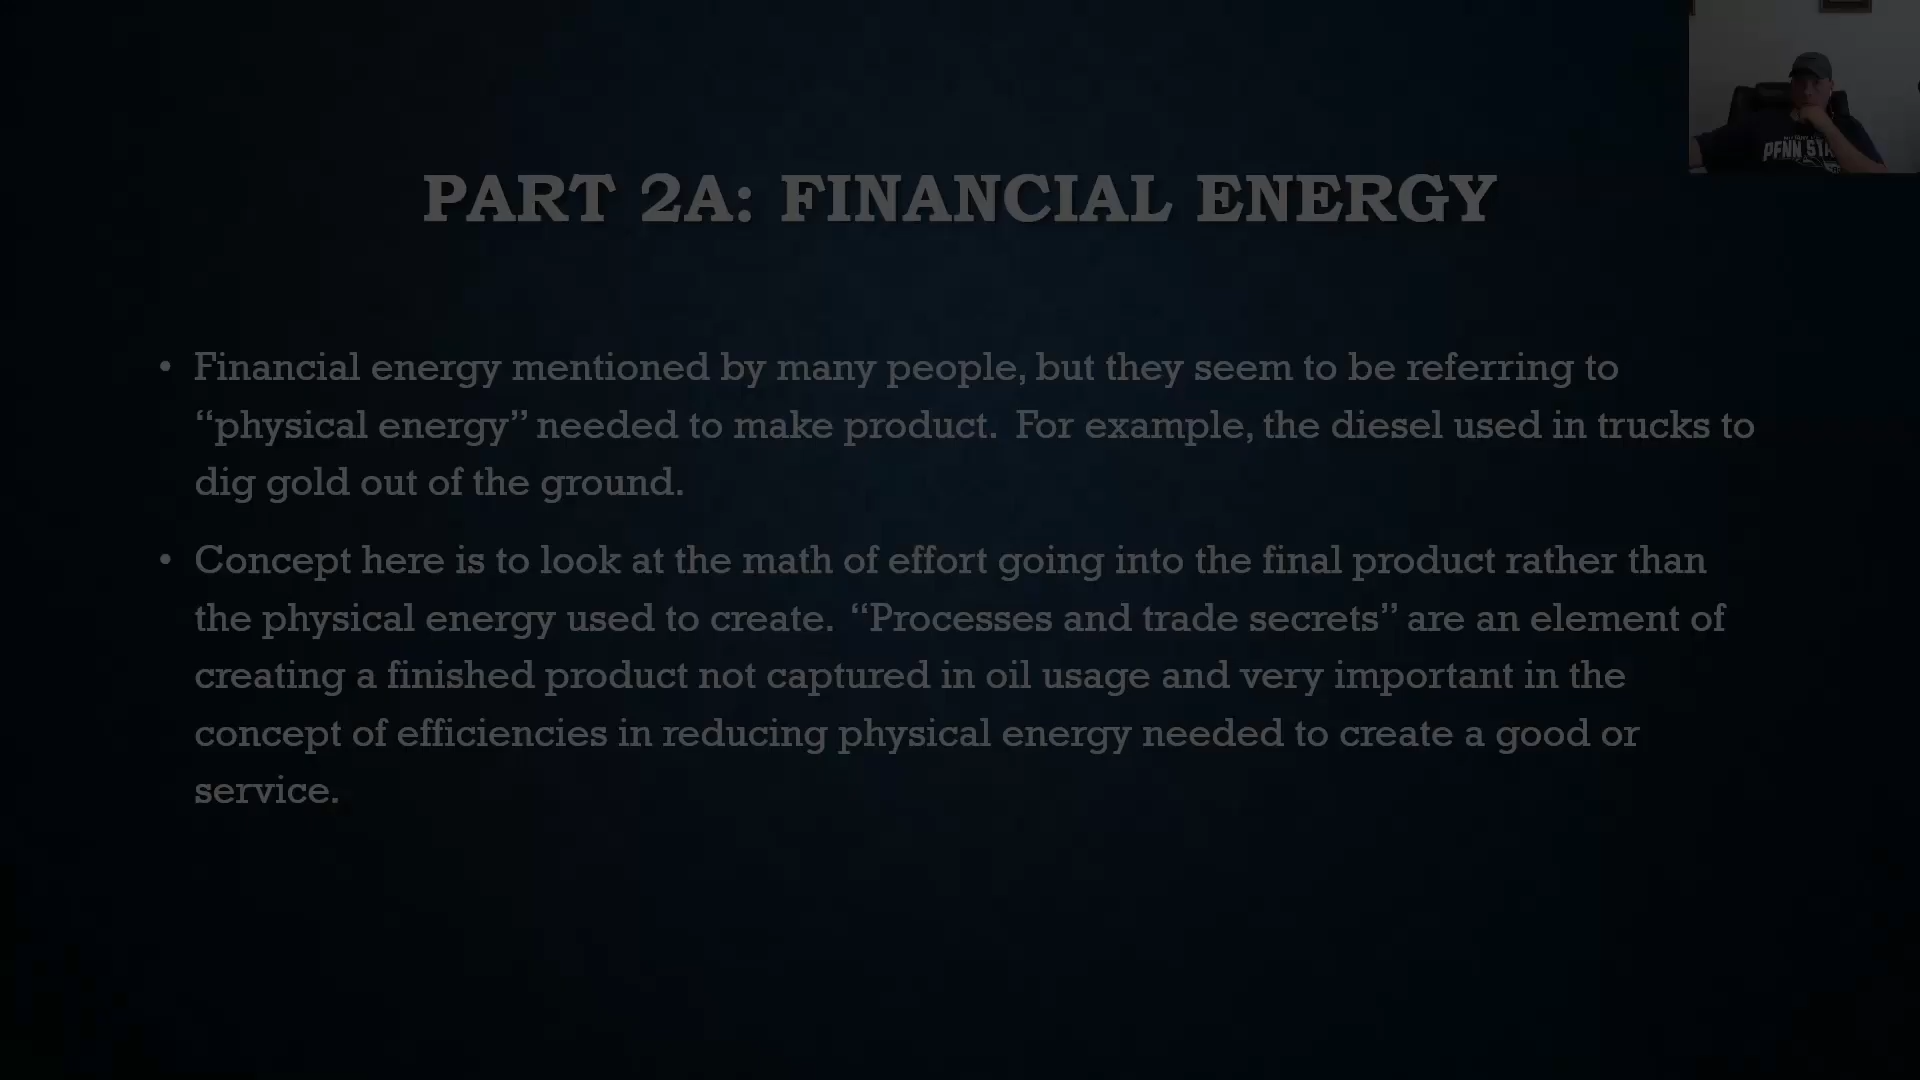 PART 2A: FINANCIAL ENERGY
• Financial energy mentioned by many people, but they seem to be referring to
“physical energy” needed to make product.  For example, the diesel used in trucks to
dig gold out of the ground.
• Concept here is to look at the math of effort going into the final product rather than
the physical energy used to create.  “Processes and trade secrets” are an element of
creating a finished product not captured in oil usage and very important in the
concept of efficiencies in reducing physical energy needed to create a good or
service.
PENN